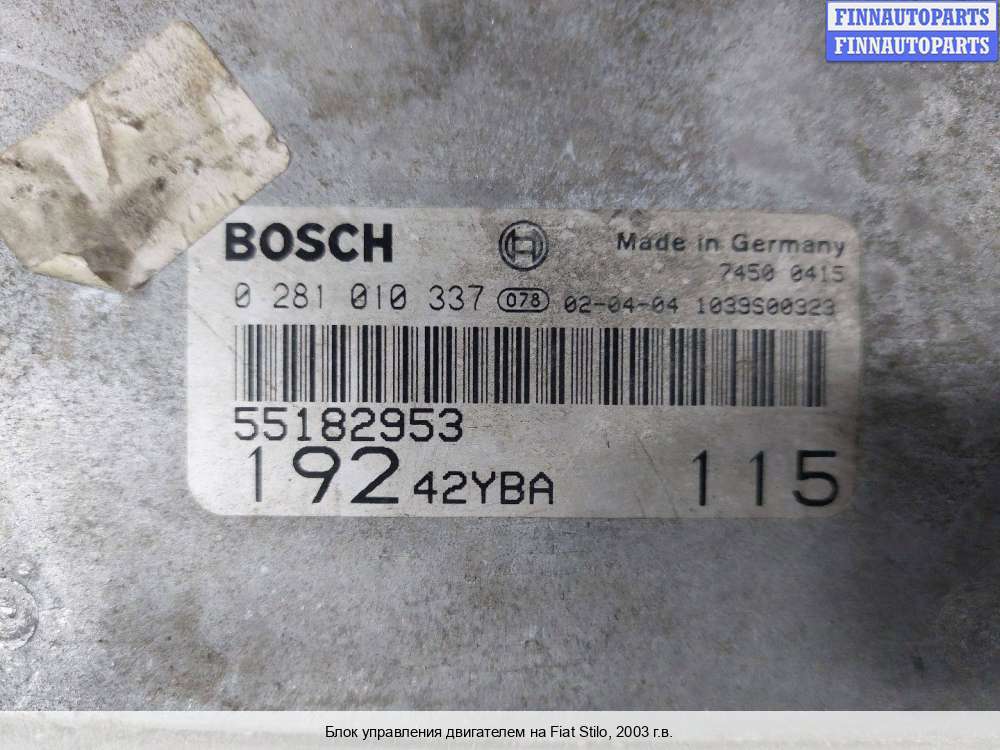 FINNAUTOPARTS
FINNAUTOPARTS
BOSCH
Made in Germany
7450 0415
0 281 010 337 078 02-04-04 1039S00323
55182953
192 42YBA 115
Блок управления двигателем на Fiat Stilo, 2003 г.в.